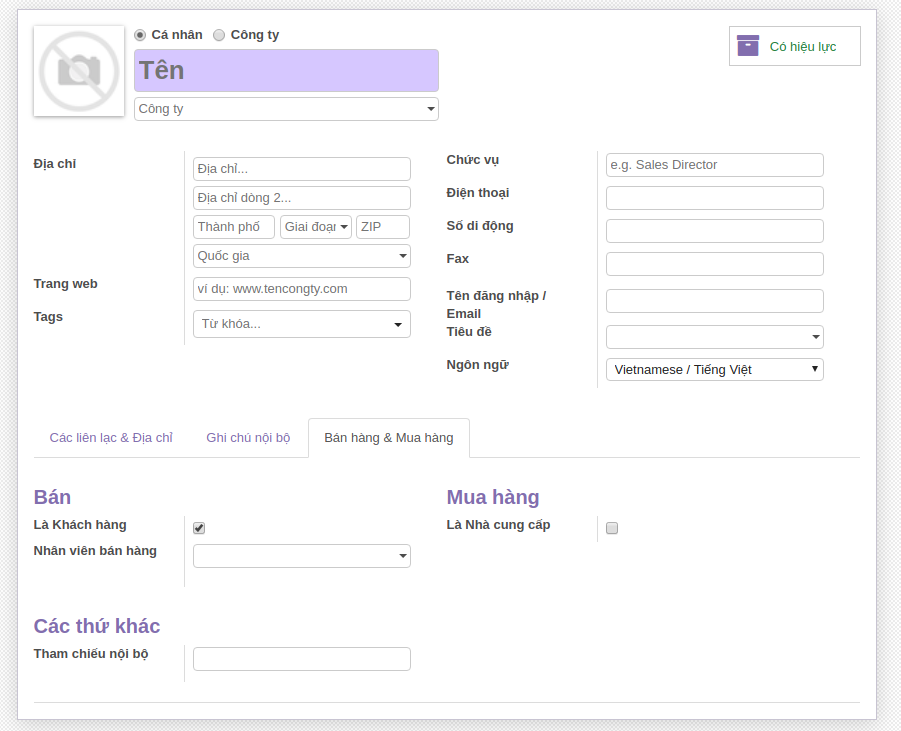 Cá nhân Công ty
Có hiệu lực
Tên
Công ty
Địa chỉ
Địa chỉ...
Địa chỉ dòng 2...
Thành phố Giai đoạn ZIP
Quốc gia
Trang web ví dụ: www.tencongty.com
Tags Từ khóa...
Chức vụ e.g. Sales Director
Điện thoại
Số di động
Fax
Tên đăng nhập /
Email
Tiêu đề
Ngôn ngữ Vietnamese / Tiếng Việt
Các liên lạc & Địa chỉ Ghi chú nội bộ Bán hàng & Mua hàng
Bán
Là Khách hàng
Nhân viên bán hàng
Mua hàng
Là Nhà cung cấp
Các thứ khác
Tham chiếu nội bộ